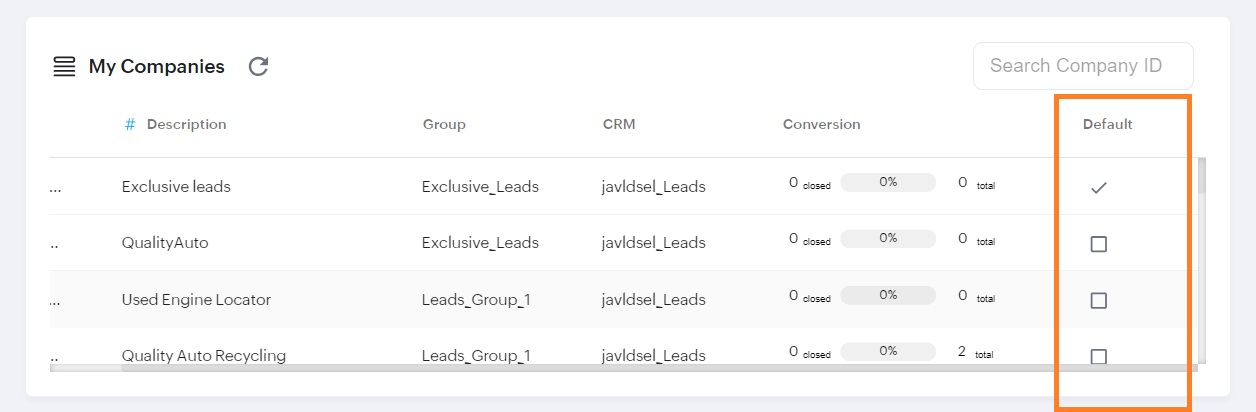 My Companies
Search Company ID
# Description Group CRM Conversion Default
... Exclusive leads Exclusive_Leads javldsel_Leads 0 closed 0% 0 total
.. QualityAuto Exclusive_Leads javldsel_Leads 0 closed 0% 0 total
... Used Engine Locator Leads_Group_1 javldsel_Leads 0 closed 0% 0 total
.. Quality Auto Recycling Leads_Group_1 javldsel_Leads 0 closed 0% 2 total